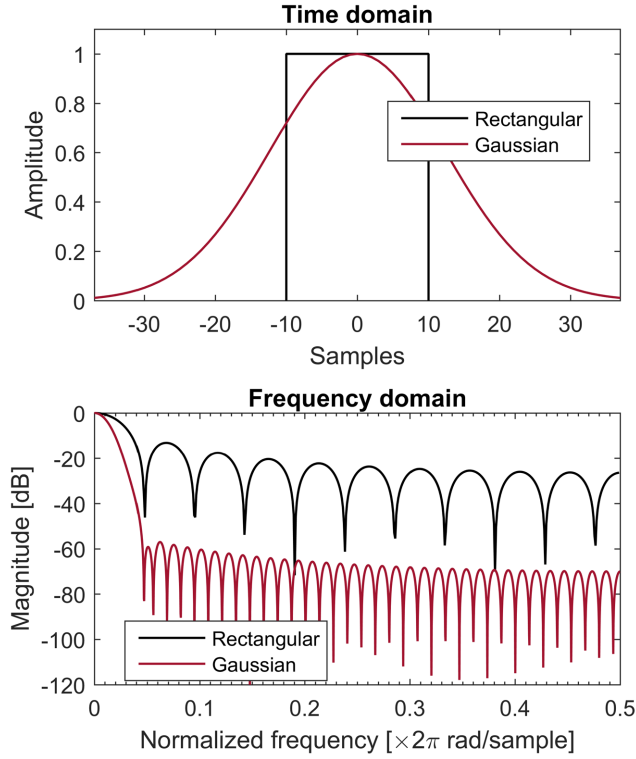 Time domain
Amplitude
1
0.8
0.6
0.4
0.2
0
Rectangular
Gaussian
-30 -20 -10 0 10 20 30
Samples
Frequency domain
Magnitude [dB]
0
-20
-40
-60
-80
-100
-120
Rectangular
Gaussian
0 0.1 0.2 0.3 0.4 0.5
Normalized frequency [×2π rad/sample]